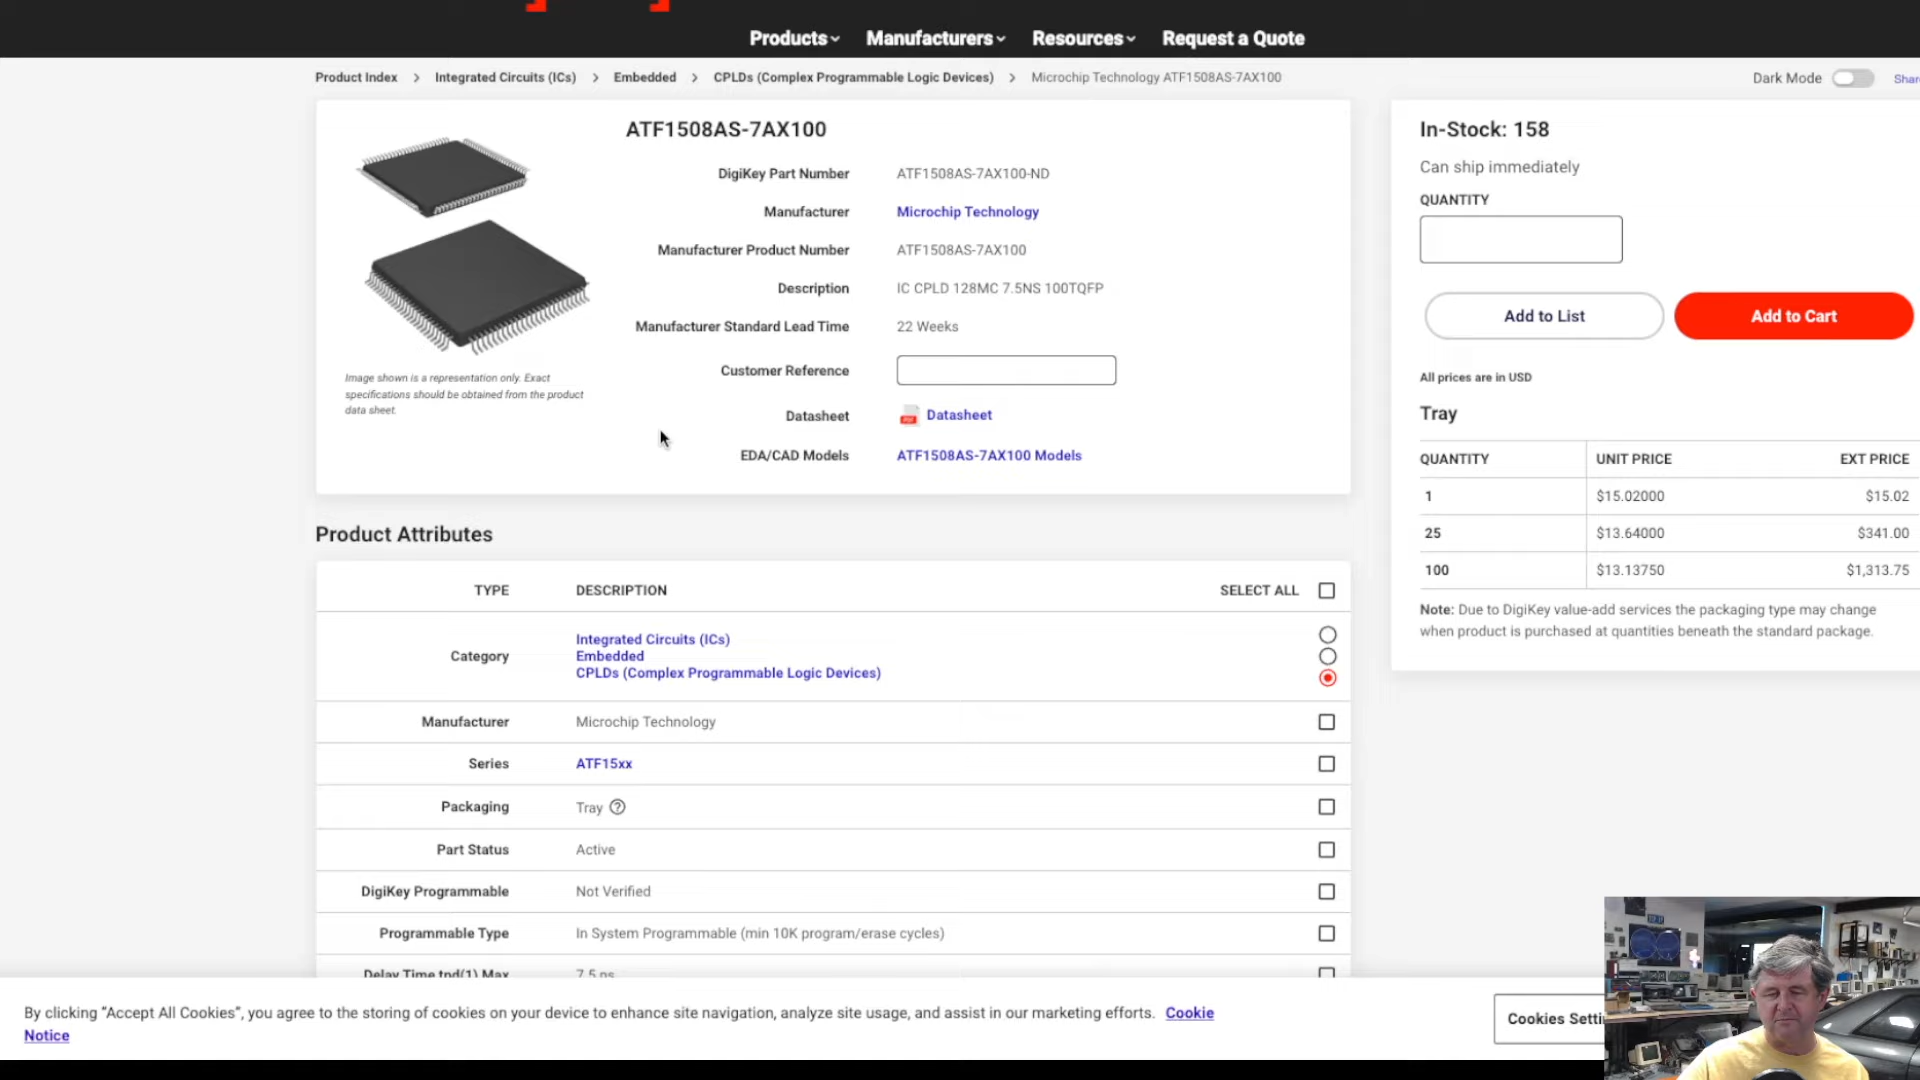 Products
Manufacturers
Resources
Request a Quote
Product Index > Integrated Circuits (ICs) > Embedded > CPLDs (Complex Programmable Logic Devices) > Microchip Technology ATF1508AS-7AX100
Dark Mode
ATF1508AS-7AX100
DigiKey Part Number ATF1508AS-7AX100-ND
Manufacturer Microchip Technology
Manufacturer Product Number ATF1508AS-7AX100
Description IC CPLD 128MC 7.5NS 100TQFP
Manufacturer Standard Lead Time 22 Weeks
Customer Reference
Datasheet Datasheet
EDA/CAD Models ATF1508AS-7AX100 Models
Image shown is a representation only. Exact
specifications should be obtained from the product
data sheet.
In-Stock: 158
Can ship immediately
QUANTITY
Add to List
Add to Cart
All prices are in USD
Tray
QUANTITY UNIT PRICE EXT PRICE
1 $15.02000 $15.02
25 $13.64000 $341.00
100 $13.13750 $1,313.75
Note: Due to DigiKey value-add services the packaging type may change
when product is purchased at quantities beneath the standard package.
Product Attributes
TYPE DESCRIPTION SELECT ALL
Category
Integrated Circuits (ICs)
Embedded
CPLDs (Complex Programmable Logic Devices)
Manufacturer Microchip Technology
Series ATF15xx
Packaging Tray ?
Part Status Active
DigiKey Programmable Not Verified
Programmable Type In System Programmable (min 10K program/erase cycles)
Delay Time tpd(1) Max 7.5 ns
By clicking “Accept All Cookies”, you agree to the storing of cookies on your device to enhance site navigation, analyze site usage, and assist in our marketing efforts. Cookie
Notice
Cookies